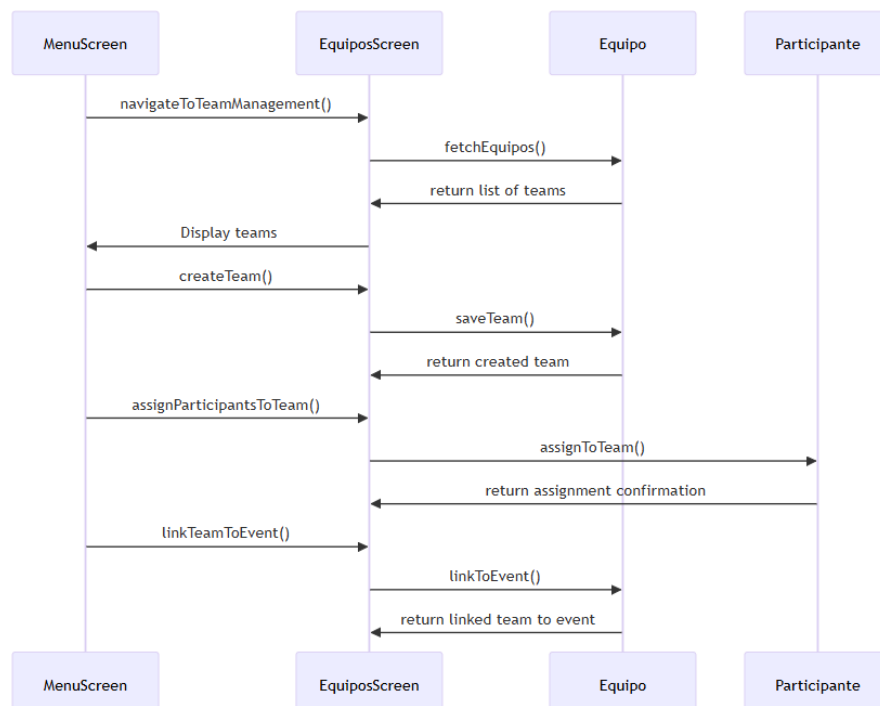 MenuScreen
EquiposScreen
Equipo
Participante
navigateToTeamManagement()
fetchEquipos()
return list of teams
Display teams
createTeam()
saveTeam()
return created team
assignParticipantsToTeam()
assignToTeam()
return assignment confirmation
linkTeamToEvent()
linkToEvent()
return linked team to event
MenuScreen
EquiposScreen
Equipo
Participante